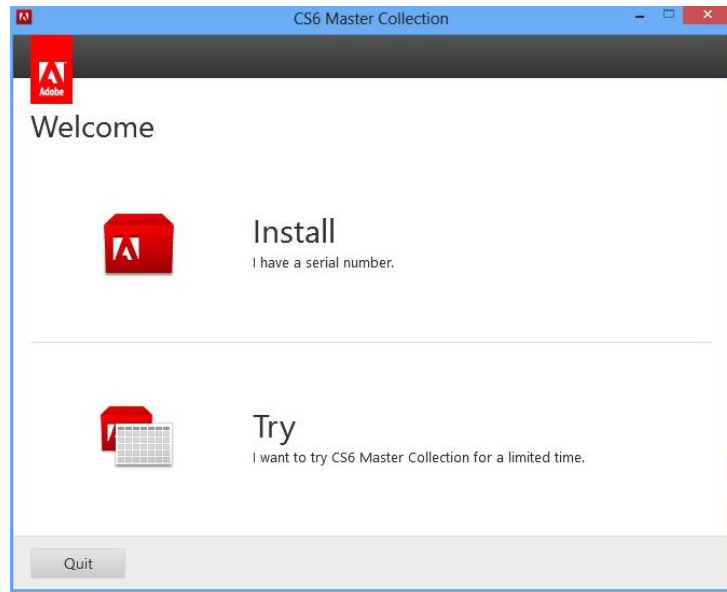 CS6 Master Collection
Adobe
Welcome
Install
I have a serial number.
Try
I want to try CS6 Master Collection for a limited time.
Quit